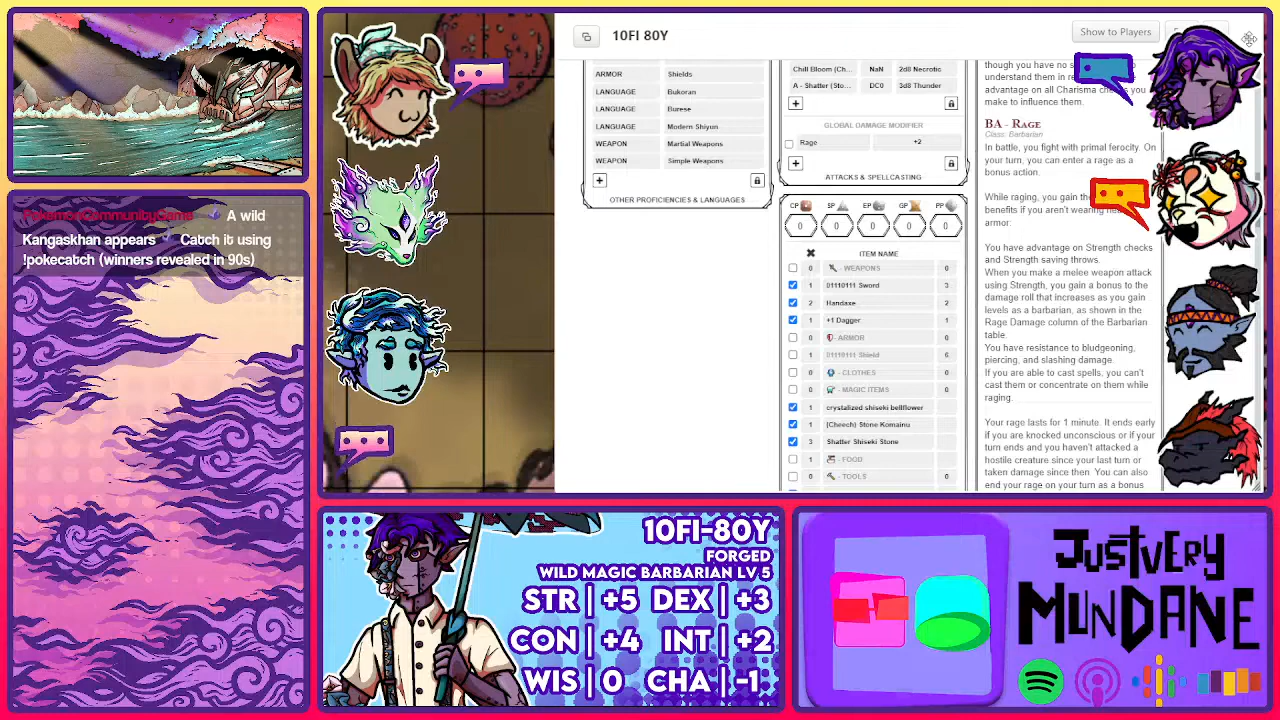 PokemonCommunityGame A wild
Kangaskhan appears Catch it using
!pokecatch (winners revealed in 90s)
10FI 80Y
Show to Players
ARMOR Shields
LANGUAGE Bukoran
LANGUAGE Burese
LANGUAGE Modern Shiyun
WEAPON Martial Weapons
WEAPON Simple Weapons
+
OTHER PROFICIENCIES & LANGUAGES
Chill Bloom (Ch... NaN 2d8 Necrotic
A - Shatter (Sto... DC0 3d8 Thunder
+
GLOBAL DAMAGE MODIFIER
Rage +2
+
ATTACKS & SPELLCASTING
CP SP EP GP PP
0 0 0 0 0
ITEM NAME
0 - WEAPONS 0
1 01110111 Sword 3
2 Handaxe 2
1 +1 Dagger 1
0 - ARMOR 0
1 01110111 Shield 6
0 - CLOTHES 0
0 - MAGIC ITEMS 0
1 crystalized shiseki bellflower
1 (Cheech) Stone Komainu
3 Shatter Shiseki Stone
1 - FOOD
0 - TOOLS 0
though you have no
understand them in re
advantage on all Charisma che
make to influence them.
BA - Rage
Class: Barbarian
In battle, you fight with primal ferocity. On
your turn, you can enter a rage as a
bonus action.
While raging, you gain the
benefits if you aren't wearing
armor:
You have advantage on Strength checks
and Strength saving throws.
When you make a melee weapon attack
using Strength, you gain a bonus to the
damage roll that increases as you gain
levels as a barbarian, as shown in the
Rage Damage column of the Barbarian
table.
You have resistance to bludgeoning,
piercing, and slashing damage.
If you are able to cast spells, you can't
cast them or concentrate on them while
raging.
Your rage lasts for 1 minute. It ends early
if you are knocked unconscious or if your
turn ends and you haven't attacked a
hostile creature since your last turn or
taken damage since then. You can also
end your rage on your turn as a bonus
10FI-80Y
FORGED
WILD MAGIC BARBARIAN LV 5
STR | +5 DEX | +3
CON | +4 INT | +2
WIS | 0 CHA | -1
JUSTVERY
MUNDANE